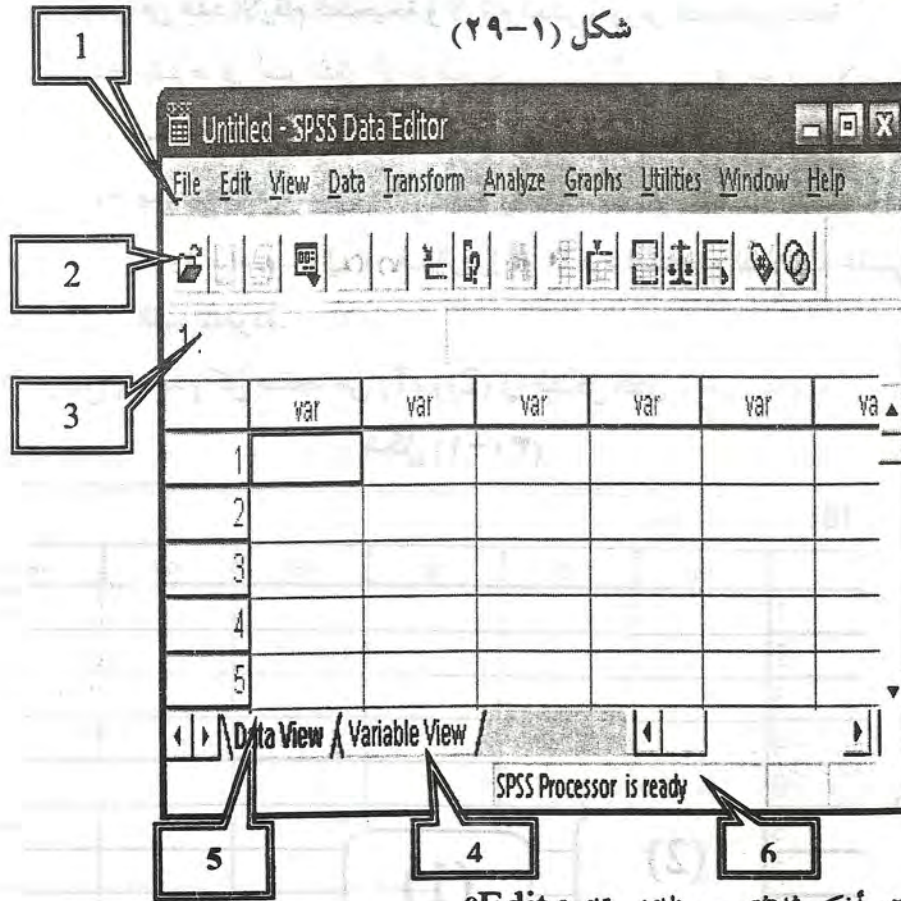 شكل (١-٢٩)
1
Untitled - SPSS Data Editor
File Edit View Data Transform Analyze Graphs Utilities Window Help
2
1:
3
var var var var var va
1
2
3
4
5
Data View Variable View
SPSS Processor is ready
5 4 6